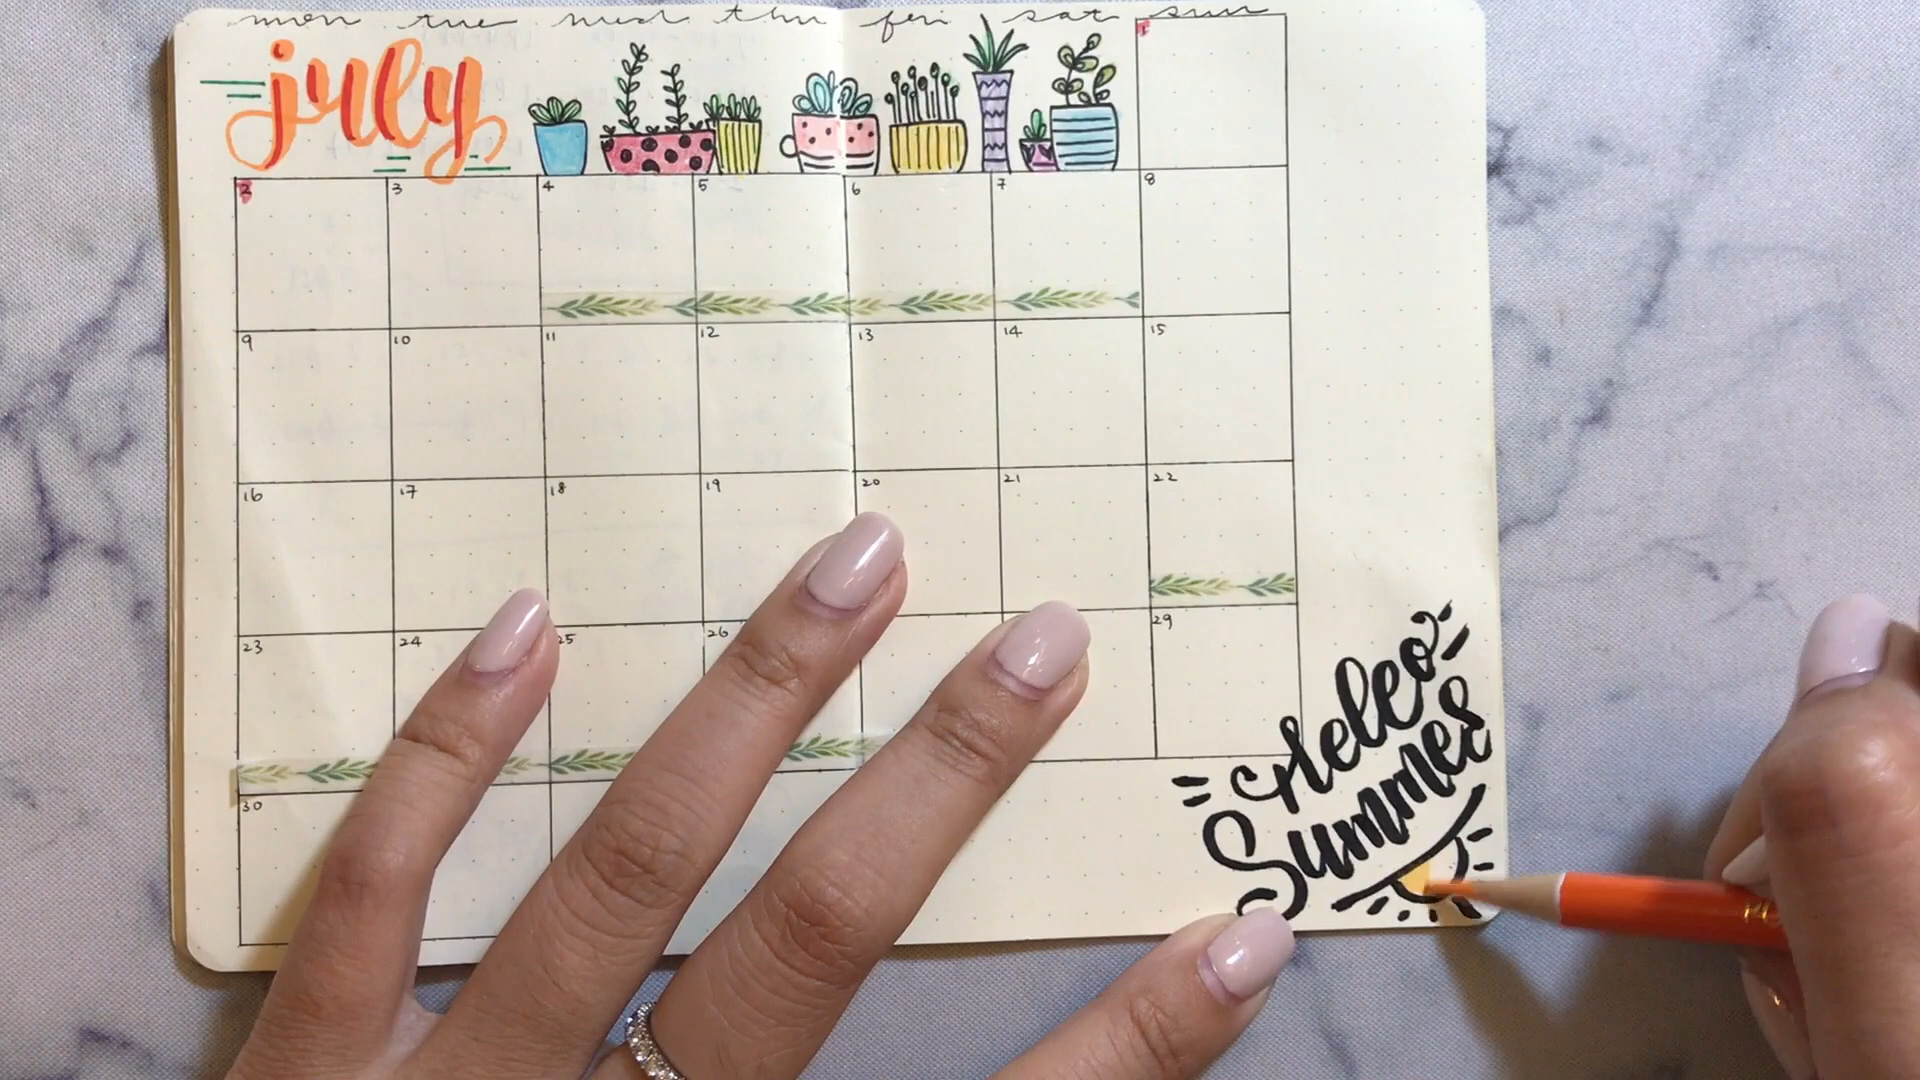 mon tue wed thu fri sat sun
july
1
2 3 4 5 6 7 8
9 10 11 12 13 14 15
16 17 18 19 20 21 22
23 24 25 26 29
30
Hello
Summer